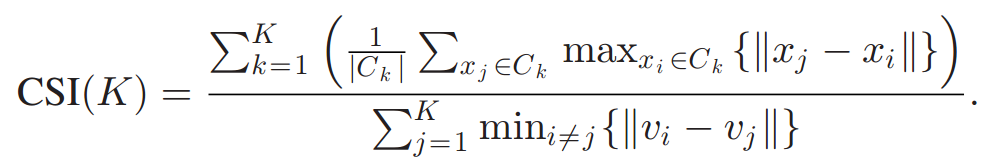 CSI(K) = \frac{\sum_{k=1}^{K} \left( \frac{1}{|C_k|} \sum_{x_j \in C_k} \max_{x_i \in C_k} \{ \|x_j - x_i\| \} \right)}{\sum_{j=1}^{K} \min_{i \neq j} \{ \|v_i - v_j\| \}}.